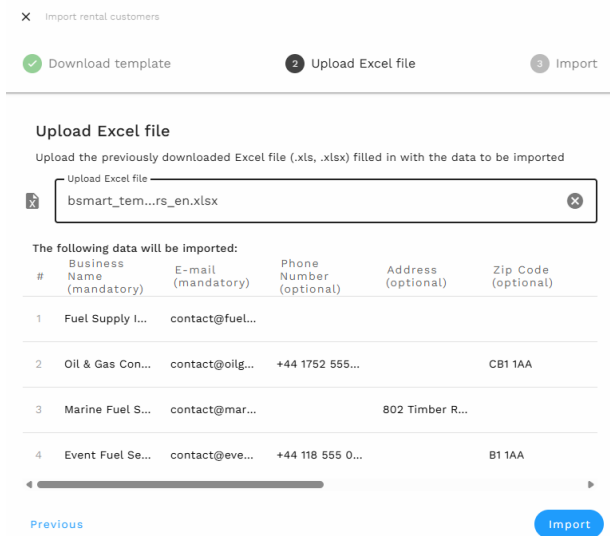 Import rental customers
Download template
2 Upload Excel file
3 Import
Upload Excel file
Upload the previously downloaded Excel file (.xls, .xlsx) filled in with the data to be imported
Upload Excel file
bsmart_tem...rs_en.xlsx
The following data will be imported:
# Business Name (mandatory) E-mail (mandatory) Phone Number (optional) Address (optional) Zip Code (optional)
1 Fuel Supply I... contact@fuel...
2 Oil & Gas Con... contact@oilg... +44 1752 555... CB1 1AA
3 Marine Fuel S... contact@mar... 802 Timber R...
4 Event Fuel Se... contact@eve... +44 118 555 0... B1 1AA
Previous
Import